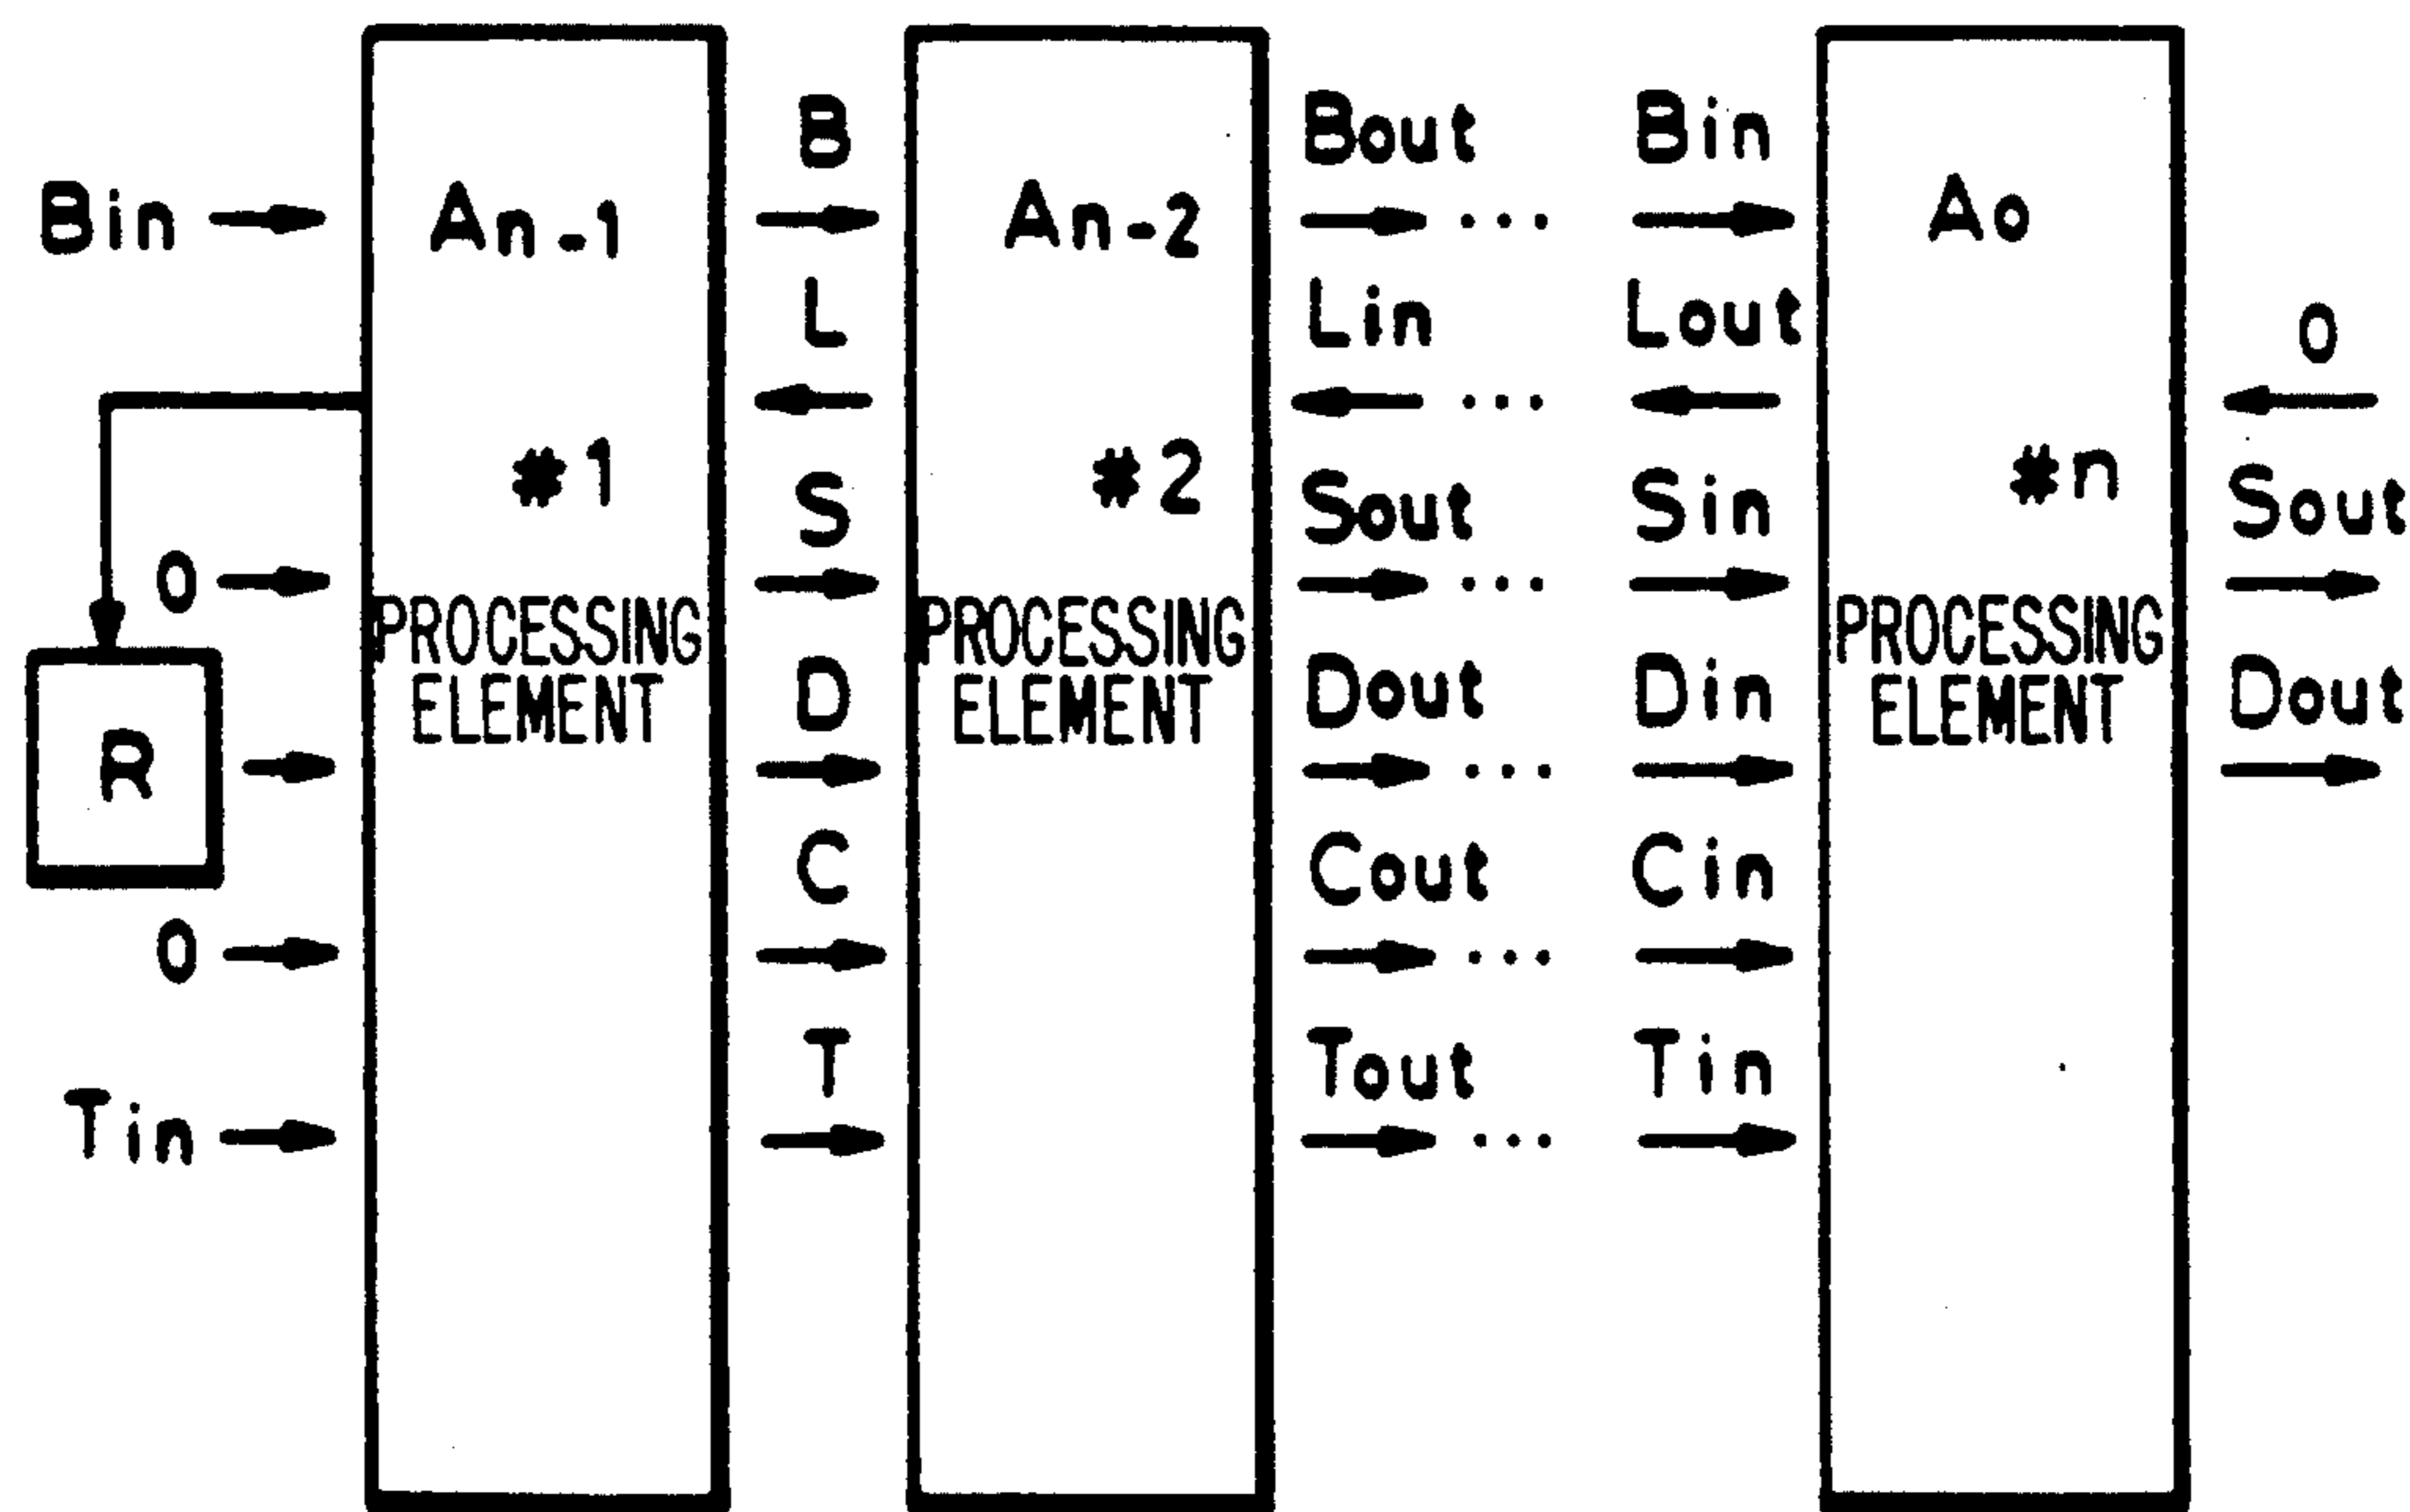 B Bout Bin
Bin An-1 An-2 Ao
L Lin Lout 0
*1 *2 *n
S Sout Sin Sout
0
PROCESSING PROCESSING PROCESSING
ELEMENT ELEMENT ELEMENT
D Dout Din Dout
R
C Cout Cin
0
T Tout Tin
Tin